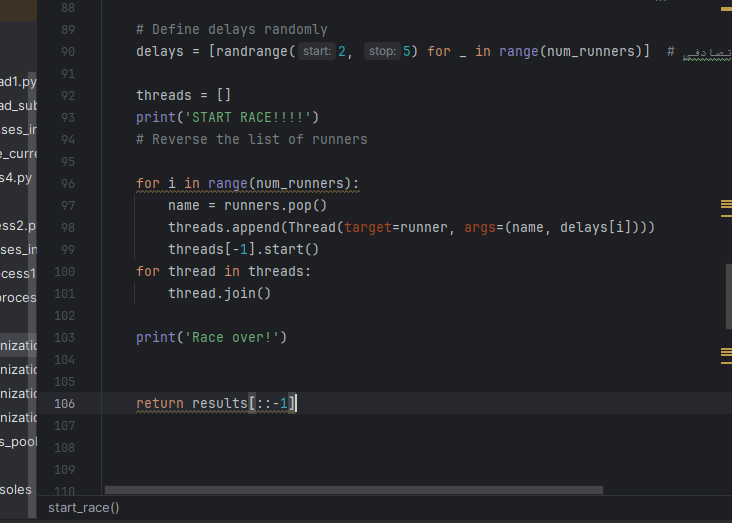 88
89 # Define delays randomly
90 delays = [randrange( start: 2, stop: 5) for _ in range(num_runners)] # تصادفی
91
92 threads = []
93 print('START RACE!!!!')
94 # Reverse the list of runners
95
96 for i in range(num_runners):
97 name = runners.pop()
98 threads.append(Thread(target=runner, args=(name, delays[i])))
99 threads[-1].start()
100 for thread in threads:
101 thread.join()
102
103 print('Race over!')
104
105
106 return results[::-1]
107
108
109
110
ad1.py
ad_sub
ses_in
e_curre
s4.py
ess2.p
ses_in
cess1
proces
nizatio
nizatio
nizatio
nizatio
s_pool
soles
start_race()